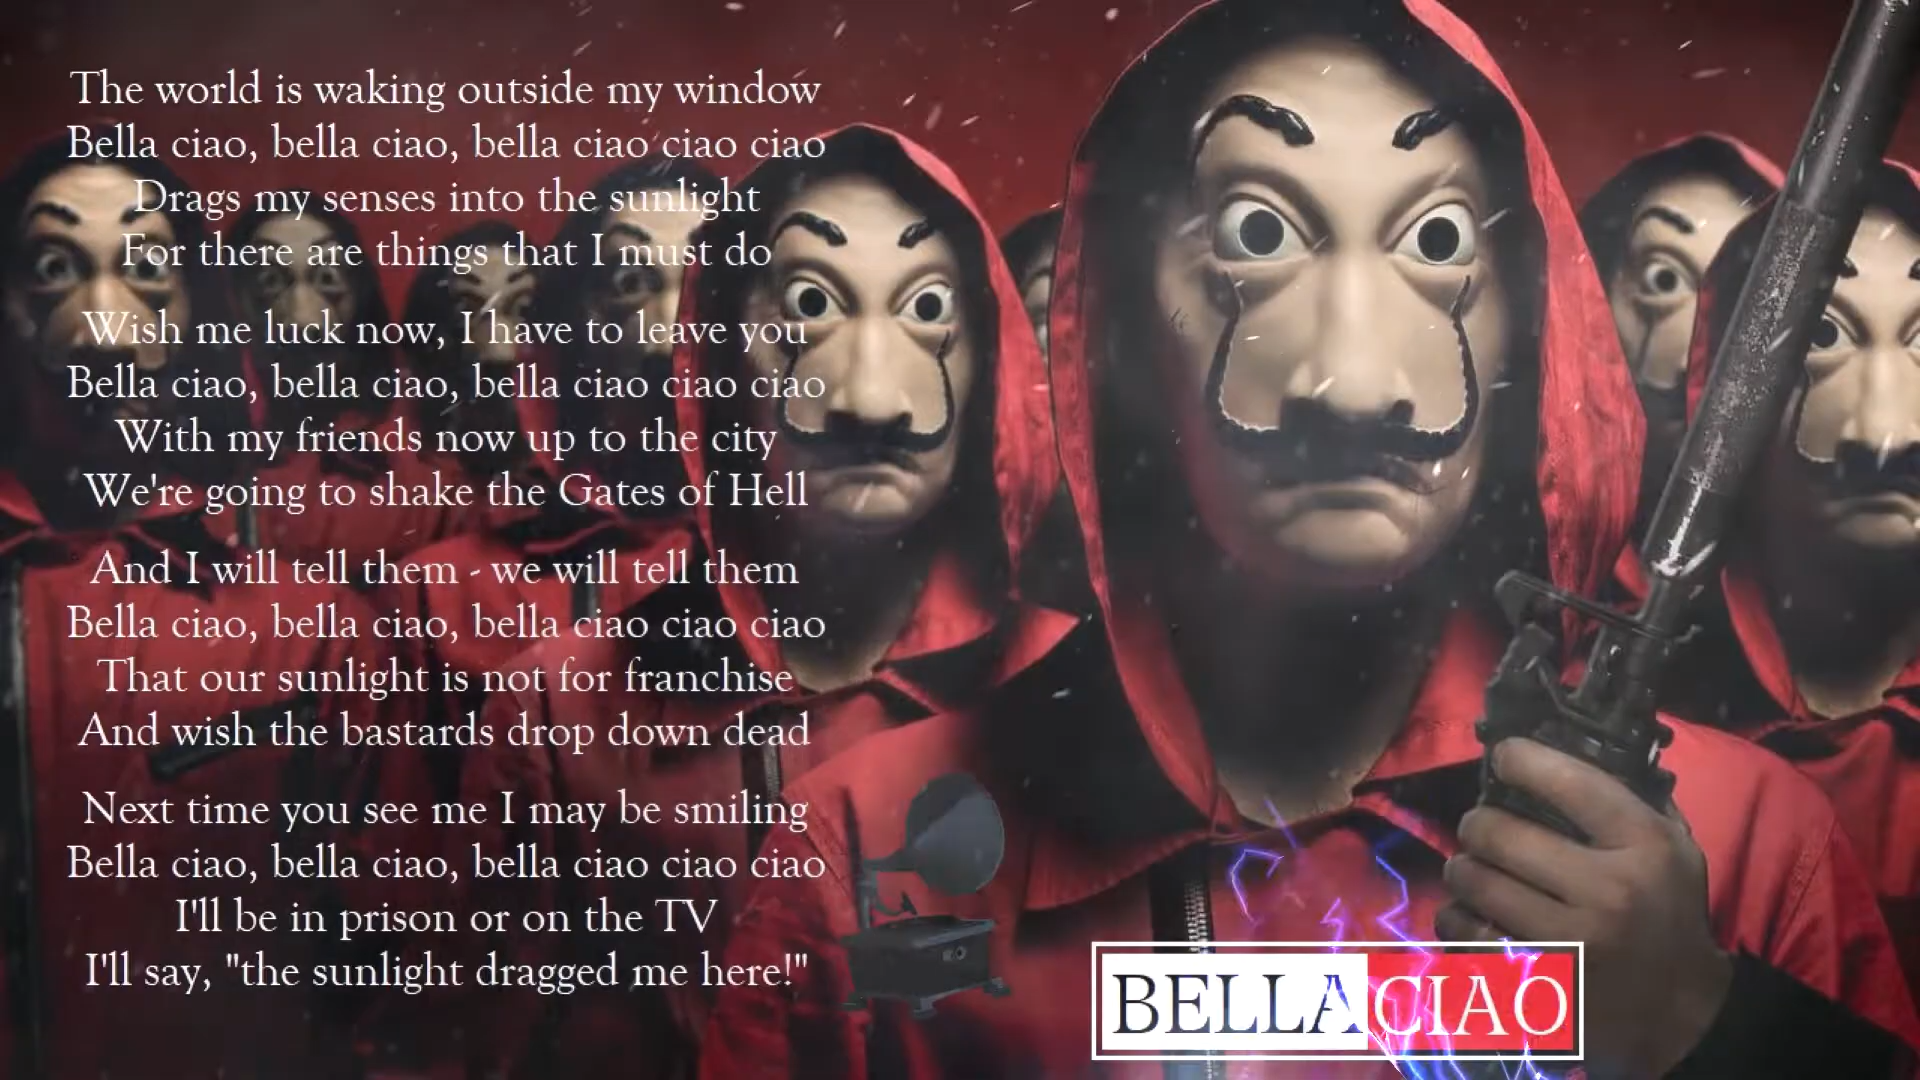 The world is waking outside my window
Bella ciao, bella ciao, bella ciao ciao ciao
Drags my senses into the sunlight
For there are things that I must do
Wish me luck now, I have to leave you
Bella ciao, bella ciao, bella ciao ciao ciao
With my friends now up to the city
We're going to shake the Gates of Hell
And I will tell them - we will tell them
Bella ciao, bella ciao, bella ciao ciao ciao
That our sunlight is not for franchise
And wish the bastards drop down dead
Next time you see me I may be smiling
Bella ciao, bella ciao, bella ciao ciao ciao
I'll be in prison or on the TV
I'll say, "the sunlight dragged me here!"
BELLA CIAO